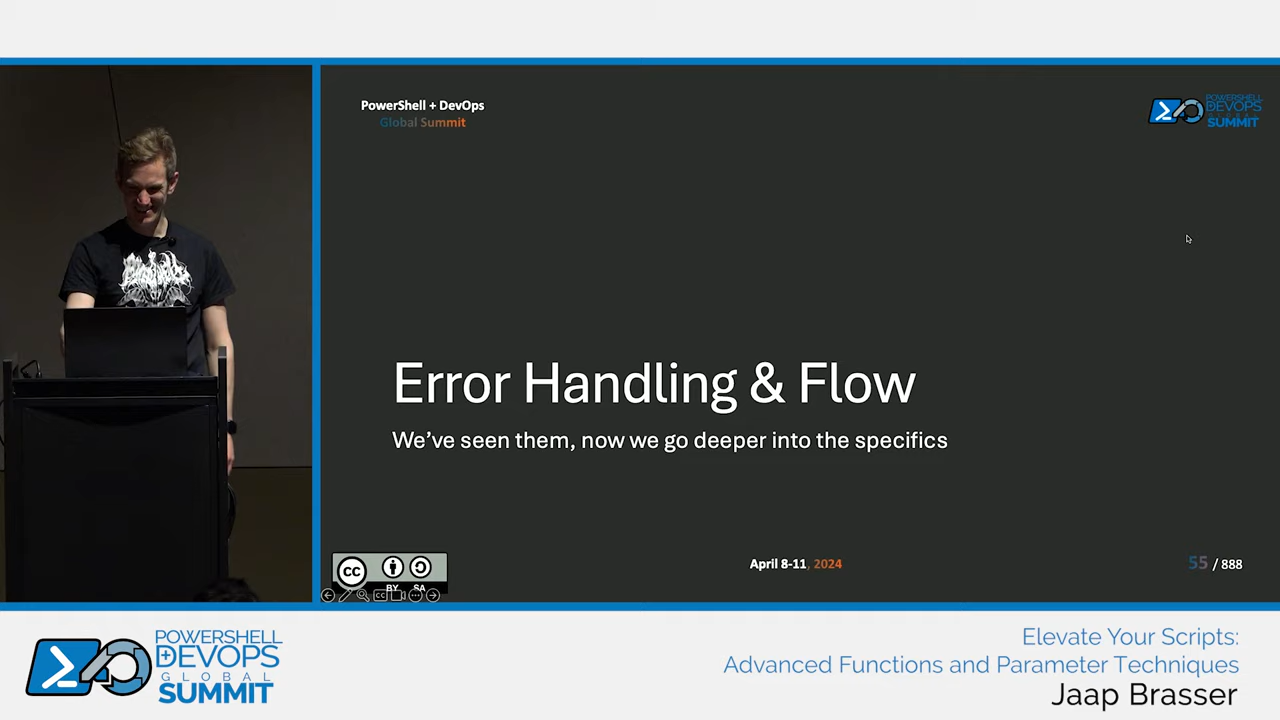 PowerShell + DevOps
Global Summit
POWERSHELL
DEVOPS
GLOBAL
SUMMIT
Error Handling & Flow
We've seen them, now we go deeper into the specifics
CC
BY SA
April 8-11, 2024
55 / 888
CC
POWERSHELL
DEVOPS
GLOBAL
SUMMIT
Elevate Your Scripts:
Advanced Functions and Parameter Techniques
Jaap Brasser